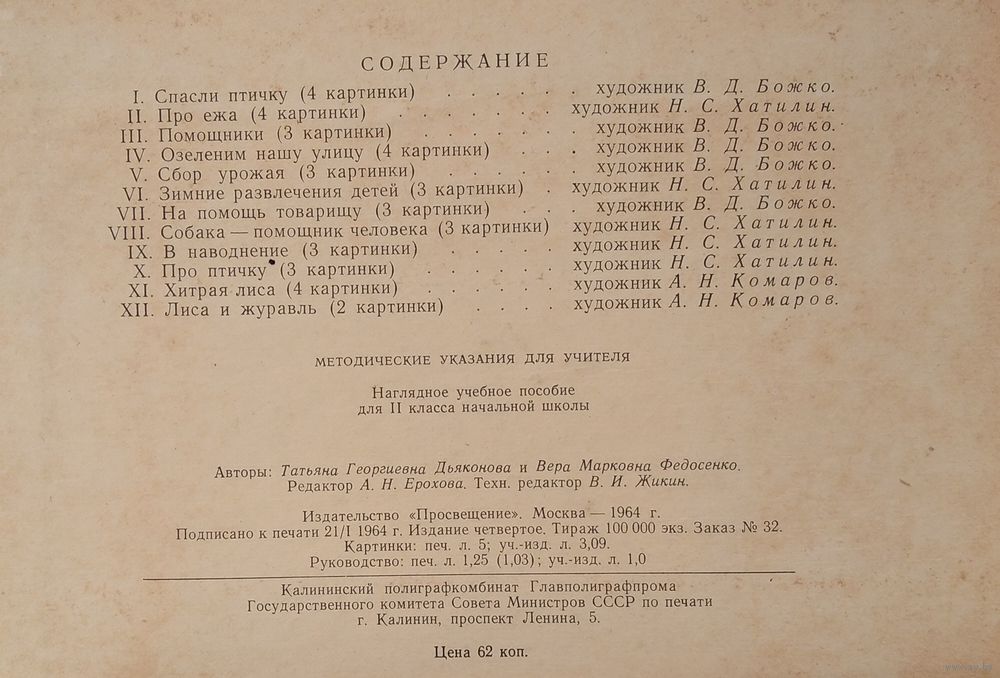 СОДЕРЖАНИЕ
I. Спасли птичку (4 картинки) . . . . . . художник В. Д. Божко.
II. Про ежа (4 картинки) . . . . . . . художник Н. С. Хатилин.
III. Помощники (3 картинки) . . . . . . . художник В. Д. Божко.
IV. Озеленим нашу улицу (4 картинки) . . . художник В. Д. Божко.
V. Сбор урожая (3 картинки) . . . . . . художник В. Д. Божко.
VI. Зимние развлечения детей (3 картинки) . художник Н. С. Хатилин.
VII. На помощь товарищу (3 картинки) . . . художник В. Д. Божко.
VIII. Собака — помощник человека (3 картинки) художник Н. С. Хатилин.
IX. В наводнение (3 картинки) . . . . . художник Н. С. Хатилин.
X. Про птичку (3 картинки) . . . . . . художник Н. С. Хатилин.
XI. Хитрая лиса (4 картинки) . . . . . . художник А. Н. Комаров.
XII. Лиса и журавль (2 картинки) . . . . художник А. Н. Комаров.
МЕТОДИЧЕСКИЕ УКАЗАНИЯ ДЛЯ УЧИТЕЛЯ
Наглядное учебное пособие
для II класса начальной школы
Авторы: Татьяна Георгиевна Дьяконова и Вера Марковна Федосенко.
Редактор А. Н. Ерохова. Техн. редактор В. И. Жикин.
Издательство «Просвещение». Москва — 1964 г.
Подписано к печати 21/I 1964 г. Издание четвертое. Тираж 100 000 экз. Заказ № 32.
Картинки: печ. л. 5; уч.-изд. л. 3,09.
Руководство: печ. л. 1,25 (1,03); уч.-изд. л. 1,0
Калининский полиграфкомбинат Главполиграфпрома
Государственного комитета Совета Министров СССР по печати
г. Калинин, проспект Ленина, 5.
Цена 62 коп.